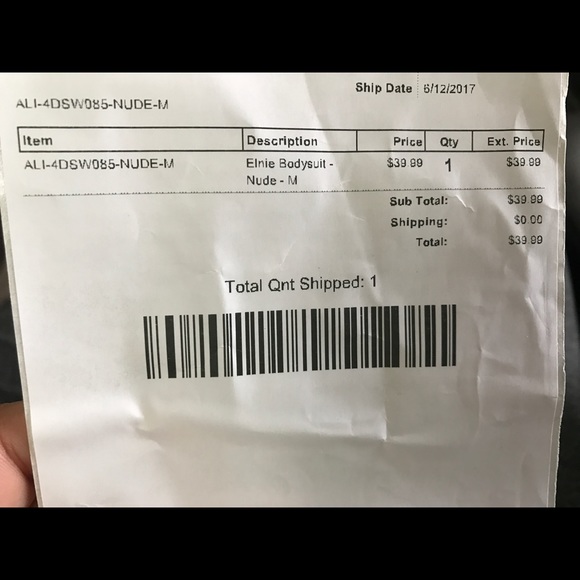 Ship Date 6/12/2017
ALI-4DSW085-NUDE-M
Item Description Price Qty Ext. Price
ALI-4DSW085-NUDE-M Elnie Bodysuit - $39.99 1 $39.99
Nude - M
Sub Total: $39.99
Shipping: $0.00
Total: $39.99
Total Qnt Shipped: 1